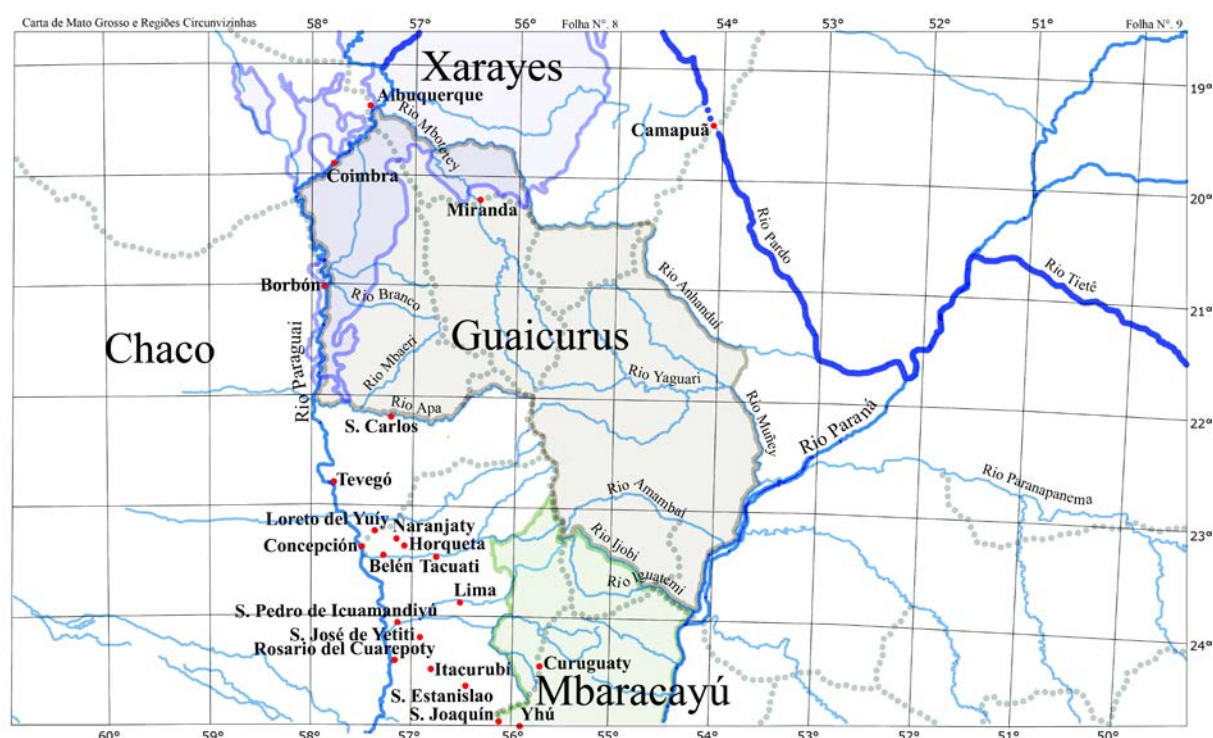 Carta de Mato Grosso e Regiões Circunvizinhas
58°
57°
56°
Folha N°. 8
54°
53°
52°
51°
Folha N°. 9
Xarayes
Albuquerque
19°
Rio Mboretey
Camapuã
Coimbra
Miranda
20°
Rio Pardo
Rio Tietê
Borbón
Rio Branco
Rio Anhanduí
21°
Chaco
Guaicurus
Rio Paraguai
Rio Mbaeri
Rio Yaguari
Rio Apa
S. Carlos
22°
Rio Muñey
Rio Paraná
Tevegó
Rio Amambaí
Rio Paranapanema
Loreto del Yuíy
Naranjaty
Concepción
Horqueta
Rio Ijobi
23°
Belén
Tacuati
Rio Iguatemi
Lima
S. Pedro de Icuamandiyú
S. José de Yetiti
24°
Rosario del Cuarepoty
Itacurubí
Curuguaty
S. Estanislao
Mbaracayú
S. Joaquín
Yhú
60°
59°
58°
57°
56°
55°
54°
53°
52°
51°
50°